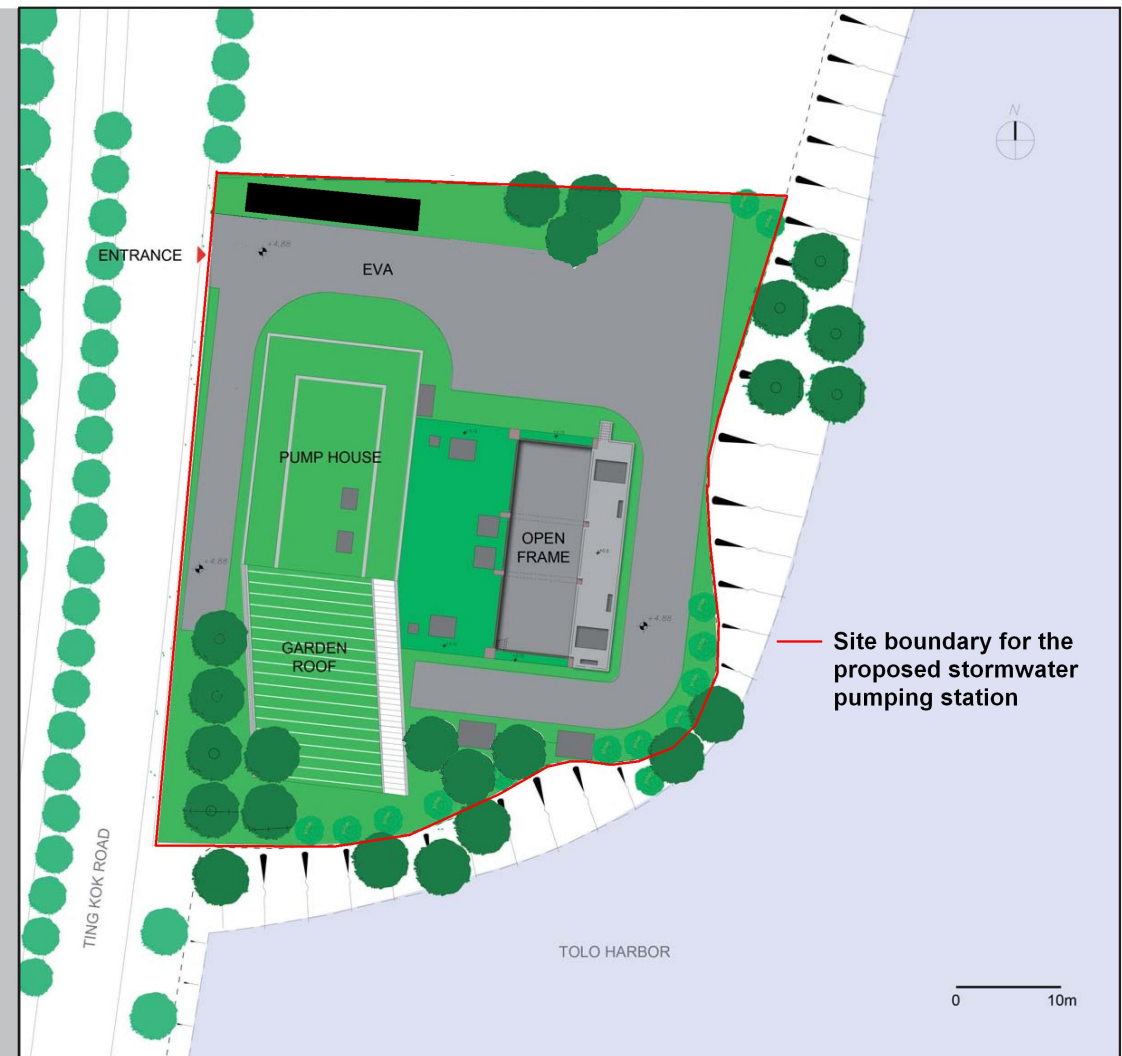 N
+4.88
ENTRANCE
EVA
PUMP HOUSE
OPEN
FRAME
+4.88
+4.88
GARDEN
ROOF
Site boundary for the
proposed stormwater
pumping station
TING KOK ROAD
TOLO HARBOR
0 10m